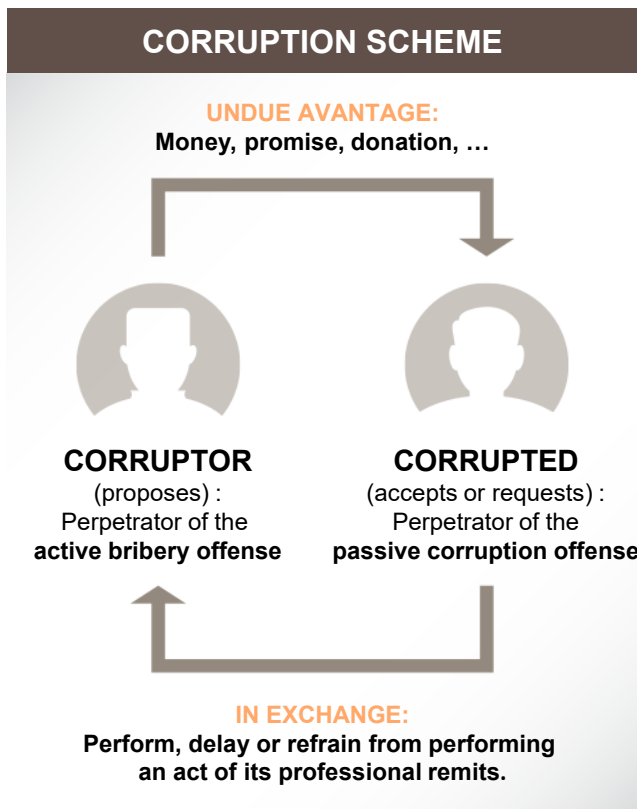 CORRUPTION SCHEME
UNDUE AVANTAGE:
Money, promise, donation, …
CORRUPTOR
(proposes) :
Perpetrator of the
active bribery offense
CORRUPTED
(accepts or requests) :
Perpetrator of the
passive corruption offense
IN EXCHANGE:
Perform, delay or refrain from performing
an act of its professional remits.